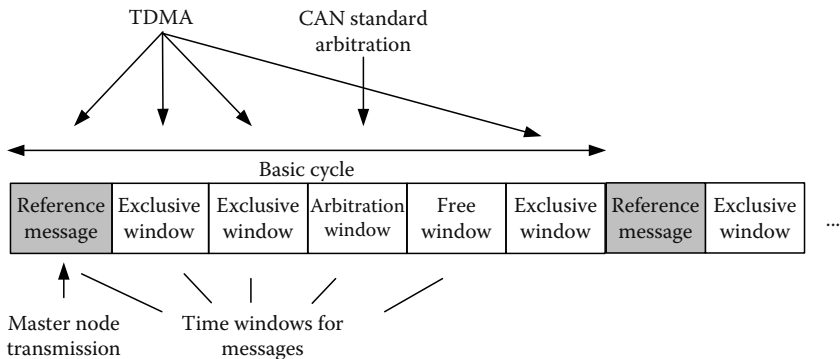 TDMA
CAN standard
arbitration
Basic cycle
Reference
message
Exclusive
window
Exclusive
window
Arbitration
window
Free
window
Exclusive
window
Reference
message
Exclusive
window
...
Master node
transmission
Time windows for
messages